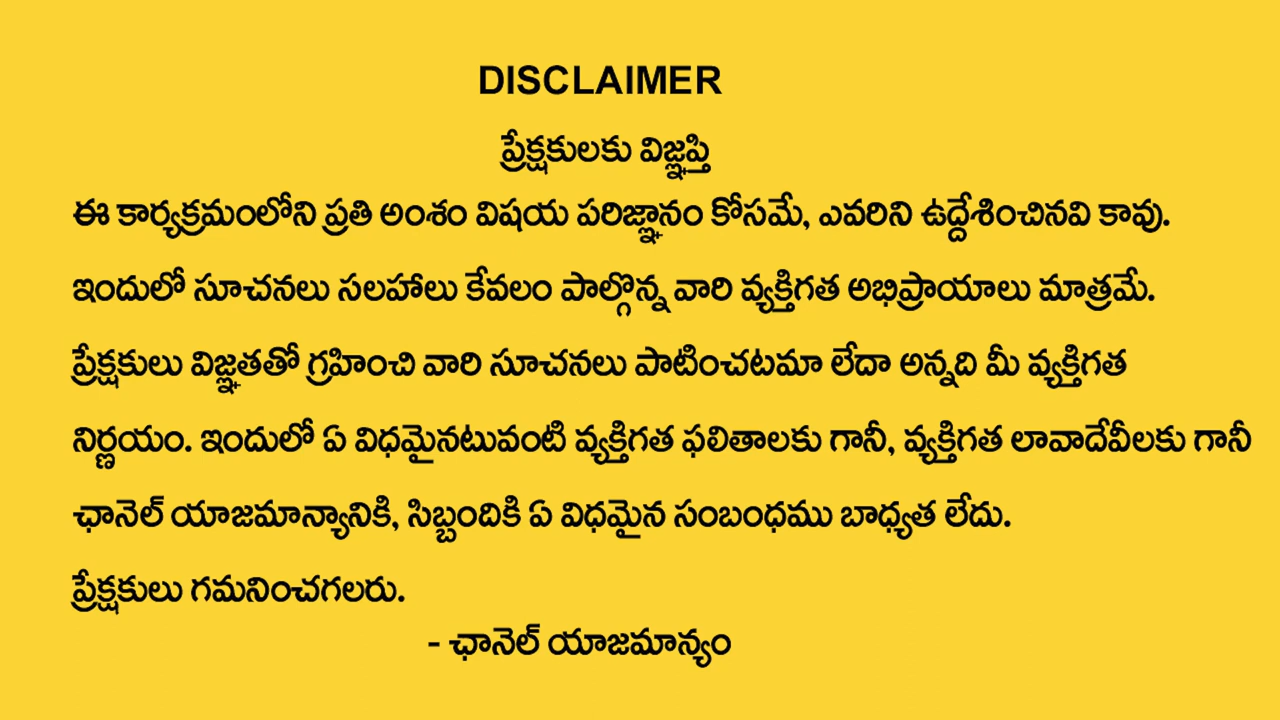 DISCLAIMER
ప్రేక్షకులకు విజ్ఞప్తి
ఈ కార్యక్రమంలోని ప్రతి అంశం విషయ పరిజ్ఞానం కోసమే, ఎవరిని ఉద్దేశించినవి కావు.
ఇందులో సూచనలు సలహాలు కేవలం పాల్గొన్న వారి వ్యక్తిగత అభిప్రాయాలు మాత్రమే.
ప్రేక్షకులు విజ్ఞతతో గ్రహించి వారి సూచనలు పాటించటమా లేదా అన్నది మీ వ్యక్తిగత
నిర్ణయం. ఇందులో ఏ విధమైనటువంటి వ్యక్తిగత ఫలితాలకు గానీ, వ్యక్తిగత లావాదేవీలకు గానీ
ఛానెల్ యాజమాన్యానికి, సిబ్బందికి ఏ విధమైన సంబంధము బాధ్యత లేదు.
ప్రేక్షకులు గమనించగలరు.
- ఛానెల్ యాజమాన్యం